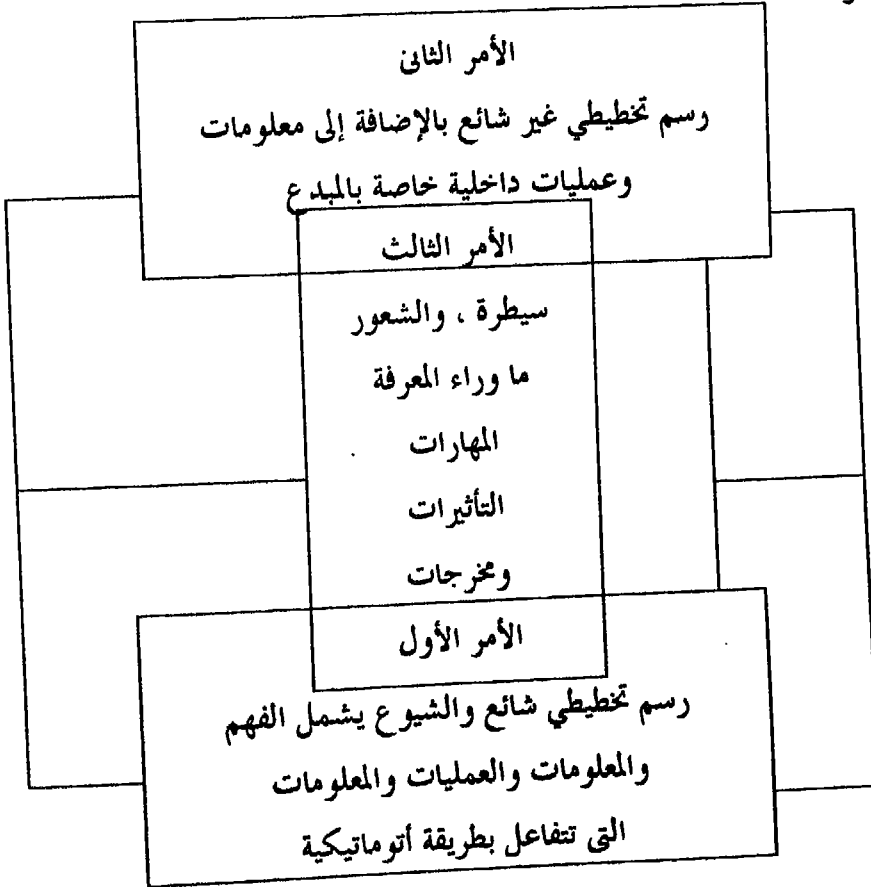 الأمر الثانى
رسم تخطيطي غير شائع بالإضافة إلى معلومات
وعمليات داخلية خاصة بالمبدع
الأمر الثالث
سيطرة ، والشعور
ما وراء المعرفة
المهارات
التأثيرات
ومخرجات
الأمر الأول
رسم تخطيطي شائع والشيوع يشمل الفهم
والمعلومات والعمليات والمعلومات
التى تتفاعل بطريقة أتوماتيكية